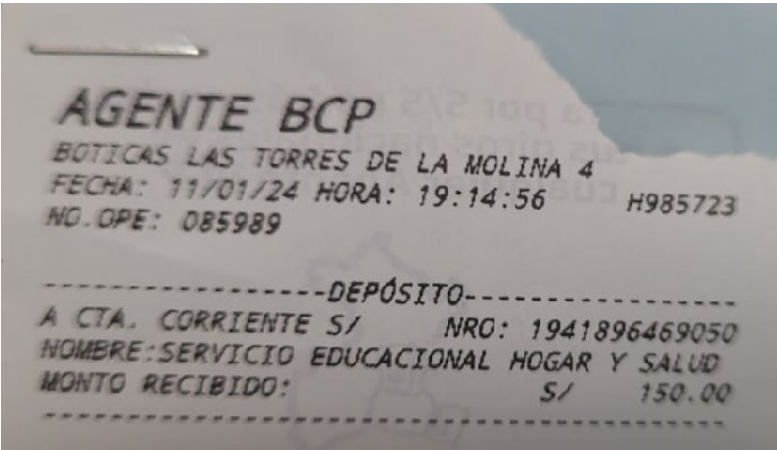 AGENTE BCP
BOTICAS LAS TORRES DE LA MOLINA 4
FECHA: 11/01/24 HORA: 19:14:56 H985723
NO.OPE: 085989
------------------DEPÓSITO------------------
A CTA. CORRIENTE S/ NRO: 1941896469050
NOMBRE:SERVICIO EDUCACIONAL HOGAR Y SALUD
MONTO RECIBIDO: S/ 150.00